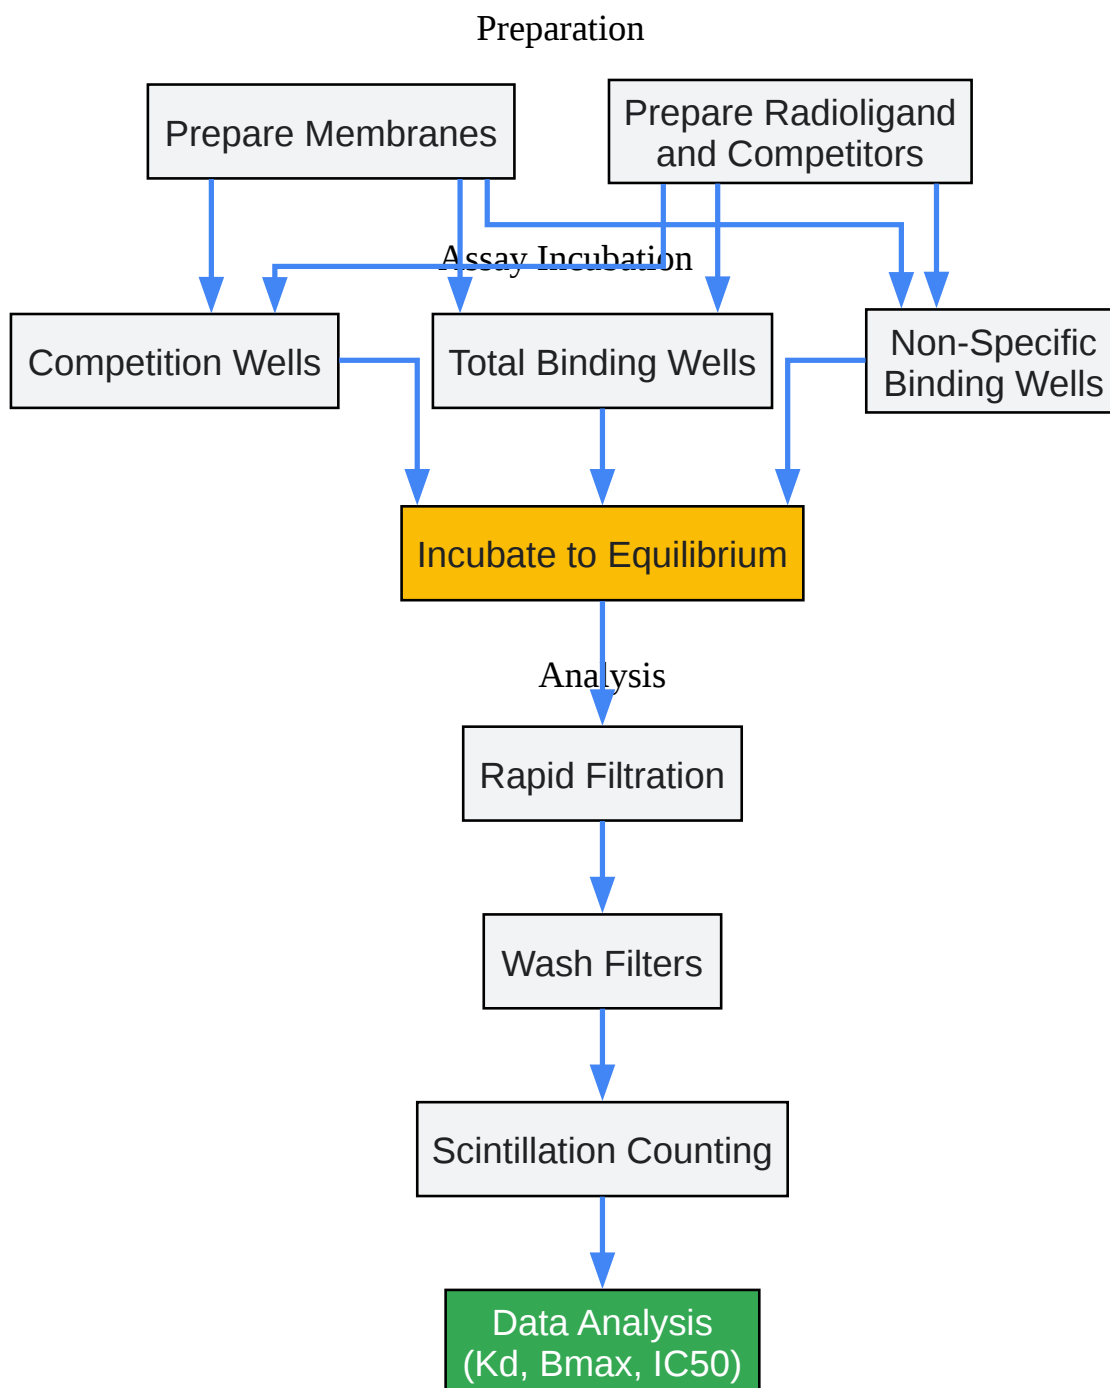 Preparation
Prepare Membranes
Prepare Radioligand
and Competitors
Assay Incubation
Competition Wells
Total Binding Wells
Non-Specific
Binding Wells
Incubate to Equilibrium
Analysis
Rapid Filtration
Wash Filters
Scintillation Counting
Data Analysis
(Kd, Bmax, IC50)